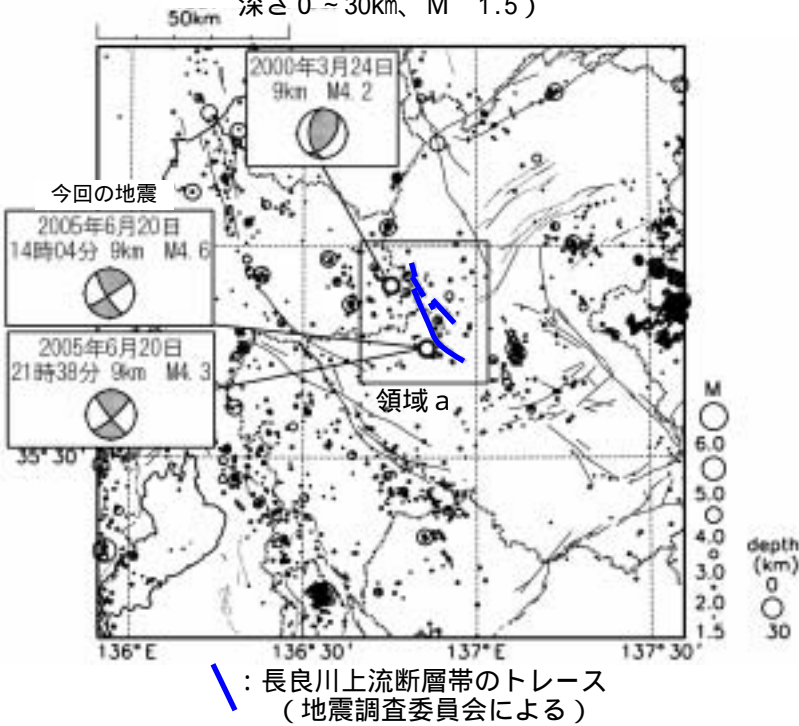 深さ0~30km、M 1.5)
50km
2000年3月24日
9km M4.2
今回の地震
2005年6月20日
14時04分 9km M4.6
2005年6月20日
21時38分 9km M4.3
領域a
35°30'
136°E
136°30'
137°E
137°30'
M
6.0
5.0
4.0
3.0
2.0
1.5
depth
(km)
0
30
:長良川上流断層帯のトレース
(地震調査委員会による)